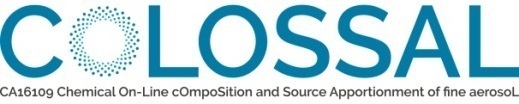 COLOSSAL
CA16109 Chemical On-Line cOmpoSition and Source Apportionment of fine aerosoL